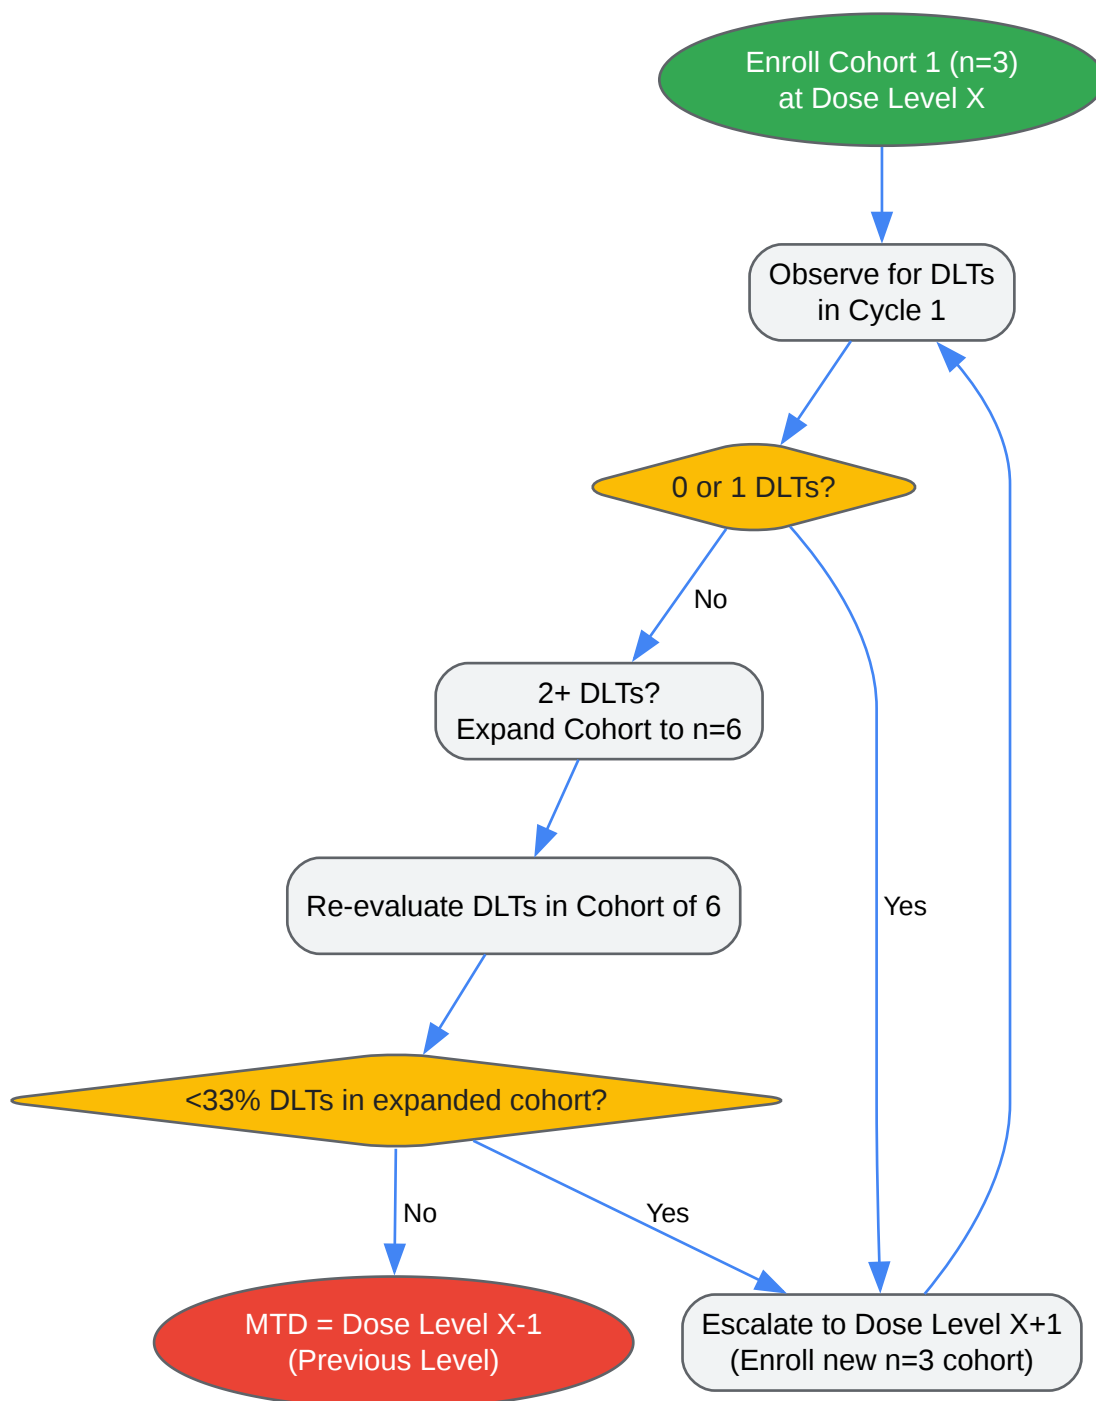 Enroll Cohort 1 (n=3)
at Dose Level X
Observe for DLTs
in Cycle 1
0 or 1 DLTs?
No
2+ DLTs?
Expand Cohort to n=6
Re-evaluate DLTs in Cohort of 6
Yes
<33% DLTs in expanded cohort?
No
Yes
MTD = Dose Level X-1
(Previous Level)
Escalate to Dose Level X+1
(Enroll new n=3 cohort)